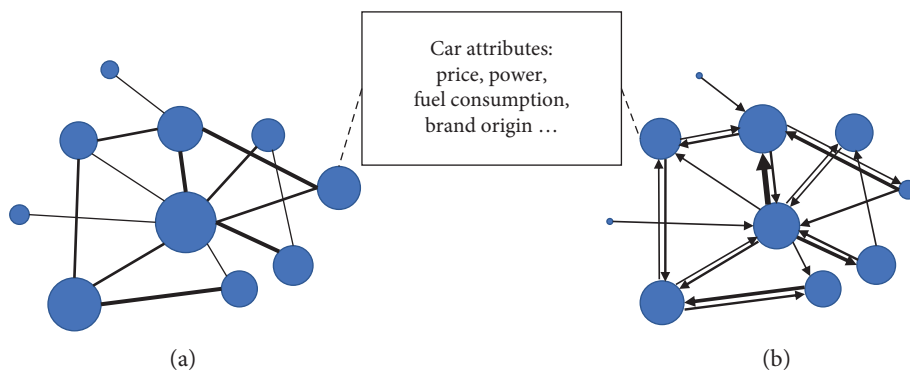 Car attributes:
price, power,
fuel consumption,
brand origin ...
(a)
(b)